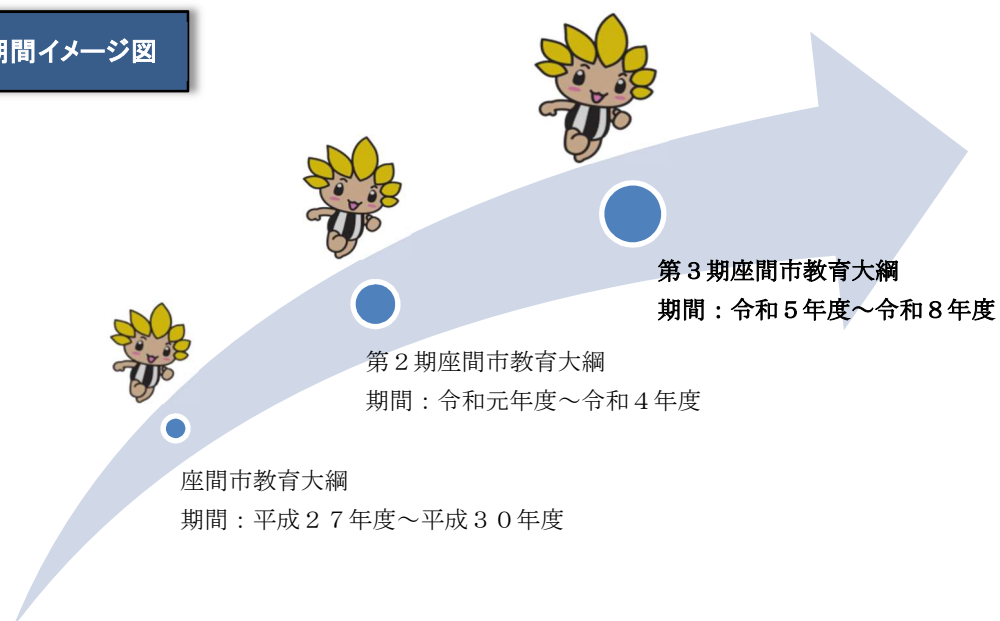 期間イメージ図
第３期座間市教育大綱
期間：令和５年度～令和８年度
第２期座間市教育大綱
期間：令和元年度～令和４年度
座間市教育大綱
期間：平成２７年度～平成３０年度